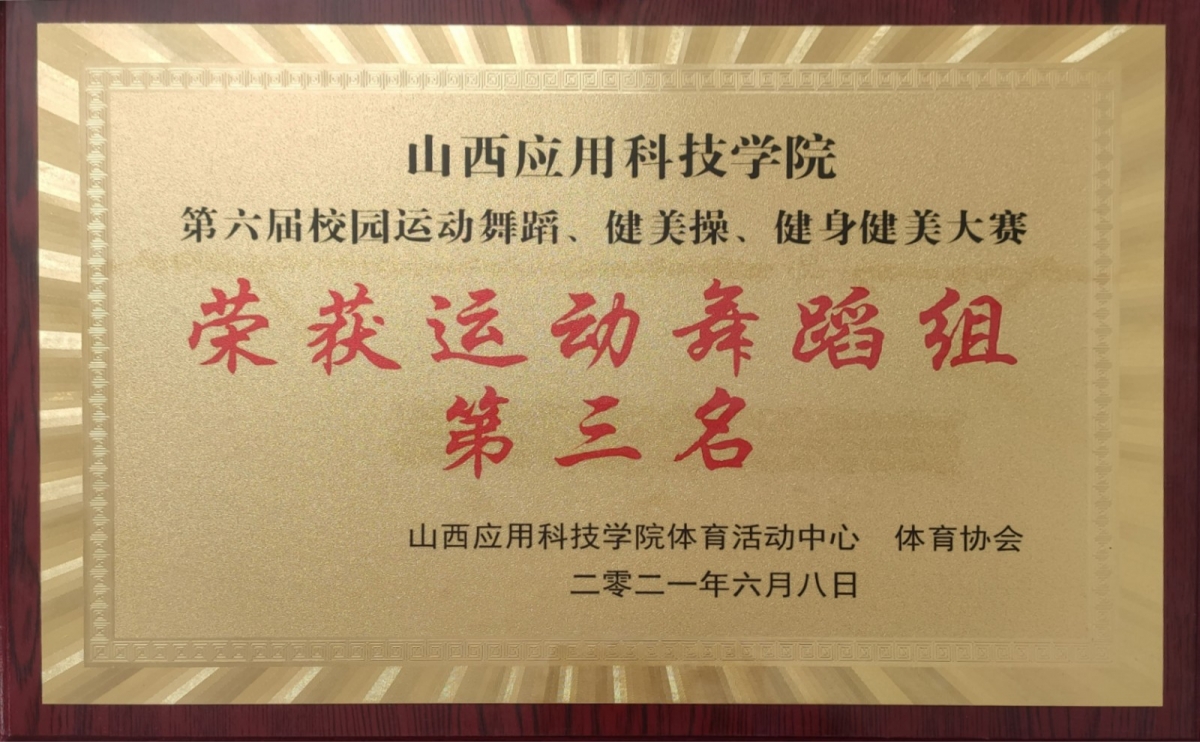 山西应用科技学院
第六届校园运动舞蹈、健美操、健身健美大赛
荣获运动舞蹈组
第三名
山西应用科技学院体育活动中心 体育协会
二零二一年六月八日